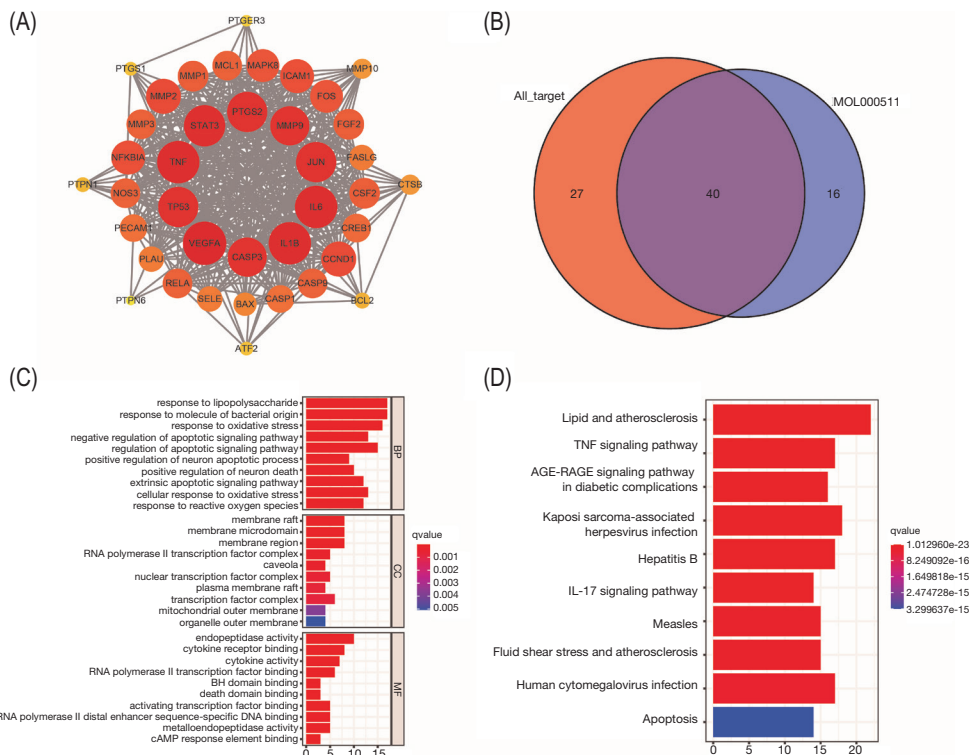 (A)
PTGER3
PTGS1
MMP10
MCL1
MAPK8
MMP1
ICAM1
MMP2
FOS
PTGS2
STAT3
MMP9
MMP3
FGF2
NFKBIA
TNF
JUN
FASLG
PTPN1
CTSB
NOS3
CSF2
TP53
IL6
PECAM1
CREB1
VEGFA
IL1B
PLAU
CASP3
CCND1
RELA
CASP9
PTPN6
SELE
BAX
CASP1
BCL2
ATF2
(B)
All_target
MOL000511
27
40
16
(C)
response to lipopolysaccharide
response to molecule of bacterial origin
response to oxidative stress
negative regulation of apoptotic signaling pathway
regulation of apoptotic signaling pathway
positive regulation of neuron apoptotic process
positive regulation of neuron death
extrinsic apoptotic signaling pathway
cellular response to oxidative stress
response to reactive oxygen species
BP
membrane raft
membrane microdomain
membrane region
RNA polymerase II transcription factor complex
caveola
nuclear transcription factor complex
plasma membrane raft
transcription factor complex
mitochondrial outer membrane
organelle outer membrane
CC
endopeptidase activity
cytokine receptor binding
cytokine activity
RNA polymerase II transcription factor binding
BH domain binding
death domain binding
activating transcription factor binding
RNA polymerase II distal enhancer sequence-specific DNA binding
metalloendopeptidase activity
cAMP response element binding
MF
0 5 10 15
qvalue
0.001
0.002
0.003
0.004
0.005
(D)
Lipid and atherosclerosis
TNF signaling pathway
AGE-RAGE signaling pathway
in diabetic complications
Kaposi sarcoma-associated
herpesvirus infection
Hepatitis B
IL-17 signaling pathway
Measles
Fluid shear stress and atherosclerosis
Human cytomegalovirus infection
Apoptosis
0 5 10 15 20
qvalue
1.012960e-23
8.249092e-16
1.649818e-15
2.474728e-15
3.299637e-15